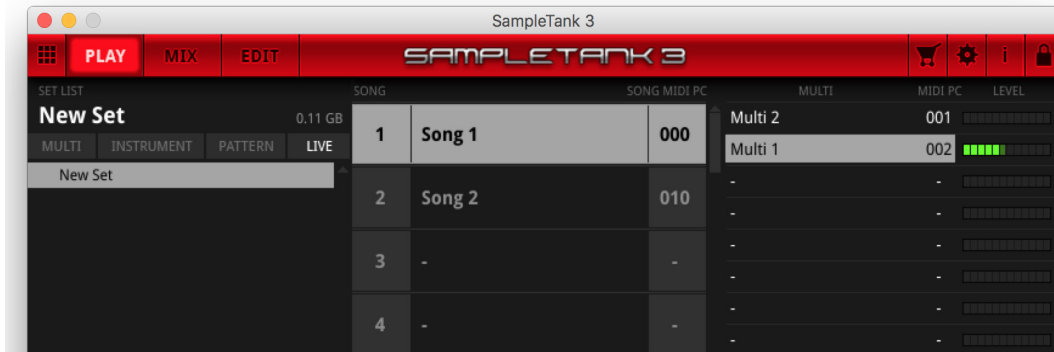 SampleTank 3
PLAY MIX EDIT SAMPLETANK 3 i
SET LIST SONG SONG MIDI PC MULTI MIDI PC LEVEL
New Set 0.11 GB
MULTI INSTRUMENT PATTERN LIVE
New Set
1 Song 1 000
2 Song 2 010
3 - -
4 - -
Multi 2 001
Multi 1 002
- -
- -
- -
- -
- -
- -